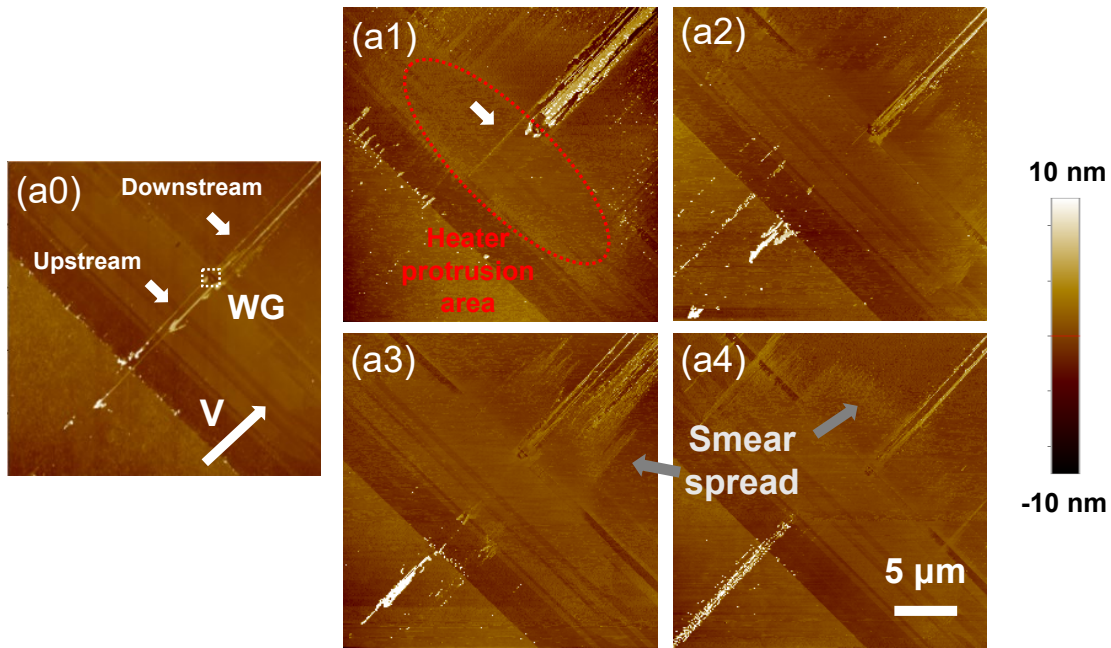 (a0)
Downstream
Upstream
WG
V
(a1)
Heater
protrusion
area
(a2)
(a3)
(a4)
Smear
spread
5 µm
10 nm
-10 nm